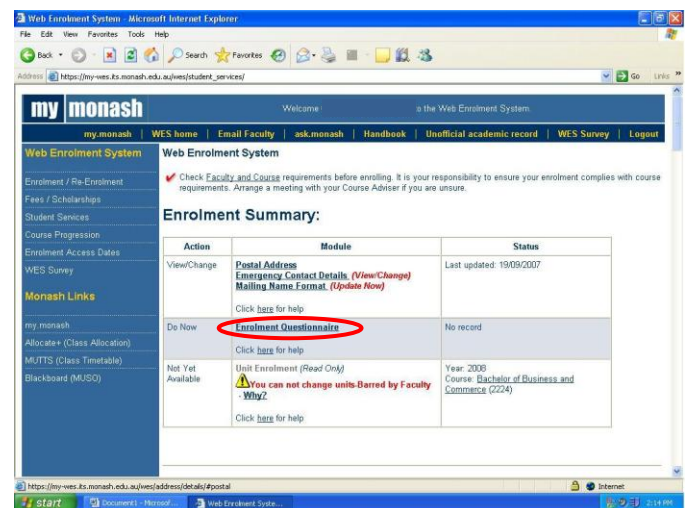 Web Enrolment System - Microsoft Internet Explorer
File Edit View Favorites Tools Help
Back Search Favorites
Address https://my-wes.its.monash.edu.au/wes/student_services/ Go Links »
my monash Welcome to the Web Enrolment System.
my.monash | WES home | Email Faculty | ask.monash | Handbook | Unofficial academic record | WES Survey | Logout
Web Enrolment System
Enrolment / Re-Enrolment
Fees / Scholarships
Student Services
Course Progression
Enrolment Access Dates
WES Survey
Monash Links
my.monash
Allocate+ (Class Allocation)
MUTTS (Class Timetable)
Blackboard (MUSO)
Web Enrolment System
Check Faculty and Course requirements before enrolling. It is your responsibility to ensure your enrolment complies with course
requirements. Arrange a meeting with your Course Adviser if you are unsure.
Enrolment Summary:
Action Module Status
View/Change Postal Address Last updated: 19/09/2007
Emergency Contact Details (View/Change)
Mailing Name Format (Update Now)
Click here for help
Do Now Enrolment Questionnaire No record
Click here for help
Not Yet Unit Enrolment (Read Only) Year: 2008
Available You can not change units-Barred by Faculty Course: Bachelor of Business and
- Why? Commerce (2224)
Click here for help
https://my-wes.its.monash.edu.au/wes/address/details/#postal Internet
start Document1 - Microsof... Web Enrolment Syste... 2:14 PM